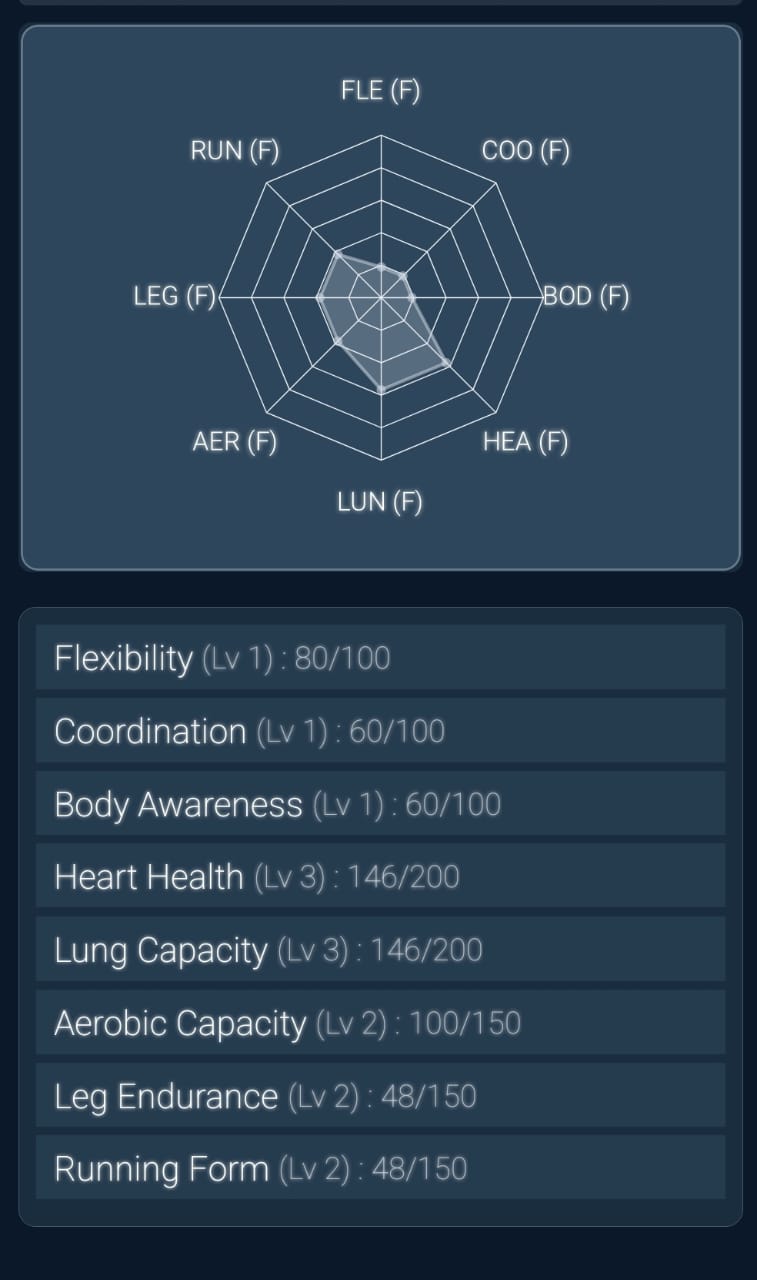 FLE (F)
RUN (F)
COO (F)
LEG (F)
BOD (F)
AER (F)
HEA (F)
LUN (F)
Flexibility (Lv 1) : 80/100
Coordination (Lv 1) : 60/100
Body Awareness (Lv 1) : 60/100
Heart Health (Lv 3) : 146/200
Lung Capacity (Lv 3) : 146/200
Aerobic Capacity (Lv 2) : 100/150
Leg Endurance (Lv 2) : 48/150
Running Form (Lv 2) : 48/150